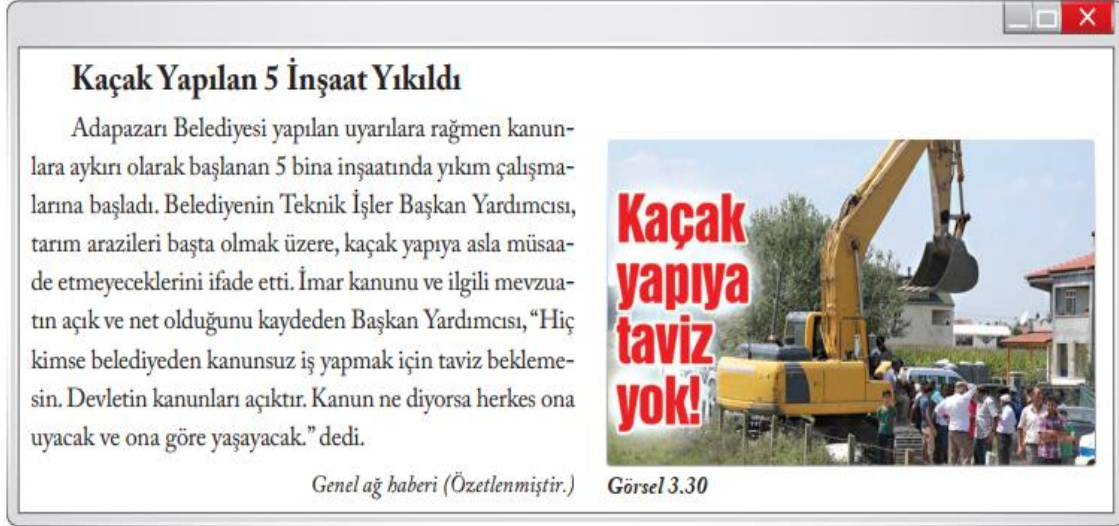 Kaçak Yapılan 5 İnşaat Yıkıldı
Adapazarı Belediyesi yapılan uyarılara rağmen kanun-
lara aykırı olarak başlanan 5 bina inşaatında yıkım çalışma-
larına başladı. Belediyenin Teknik İşler Başkan Yardımcısı,
tarım arazileri başta olmak üzere, kaçak yapıya asla müsaa-
de etmeyeceklerini ifade etti. İmar kanunu ve ilgili mevzua-
tın açık ve net olduğunu kaydeden Başkan Yardımcısı, “Hiç
kimse belediyeden kanunsuz iş yapmak için taviz bekleme-
sin. Devletin kanunları açıktır. Kanun ne diyorsa herkes ona
uyacak ve ona göre yaşayacak.” dedi.
Genel ağ haberi (Özetlenmiştir.)
Kaçak
yapıya
taviz
yok!
Görsel 3.30